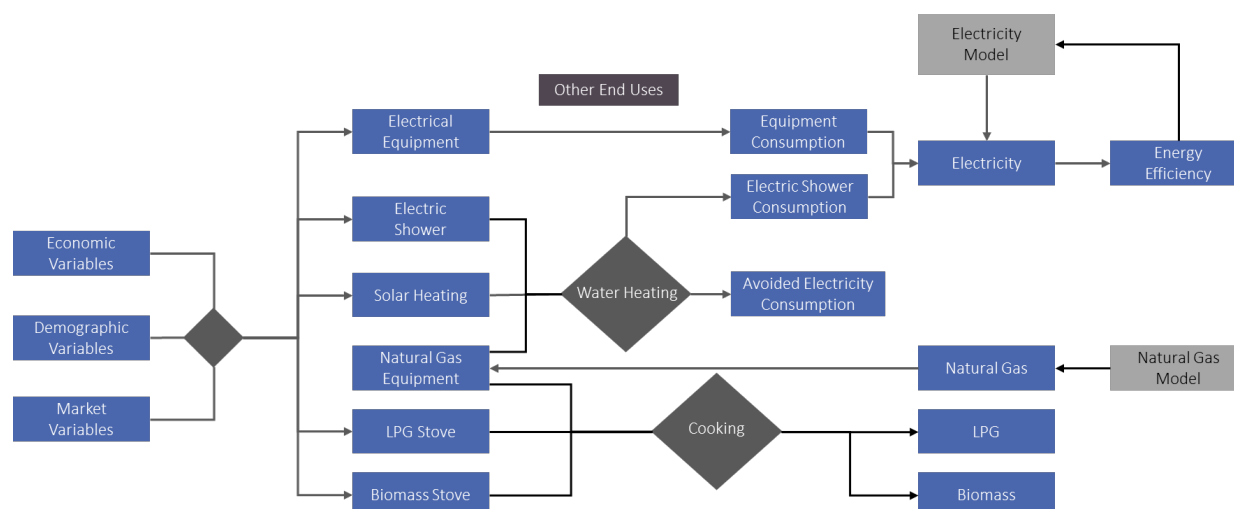 Electricity
Model
Other End Uses
Electrical
Equipment
Equipment
Consumption
Electricity
Energy
Efficiency
Electric
Shower
Electric Shower
Consumption
Economic
Variables
Solar Heating
Water Heating
Avoided Electricity
Consumption
Demographic
Variables
Natural Gas
Equipment
Natural Gas
Natural Gas
Model
Market
Variables
LPG Stove
Cooking
LPG
Biomass Stove
Biomass